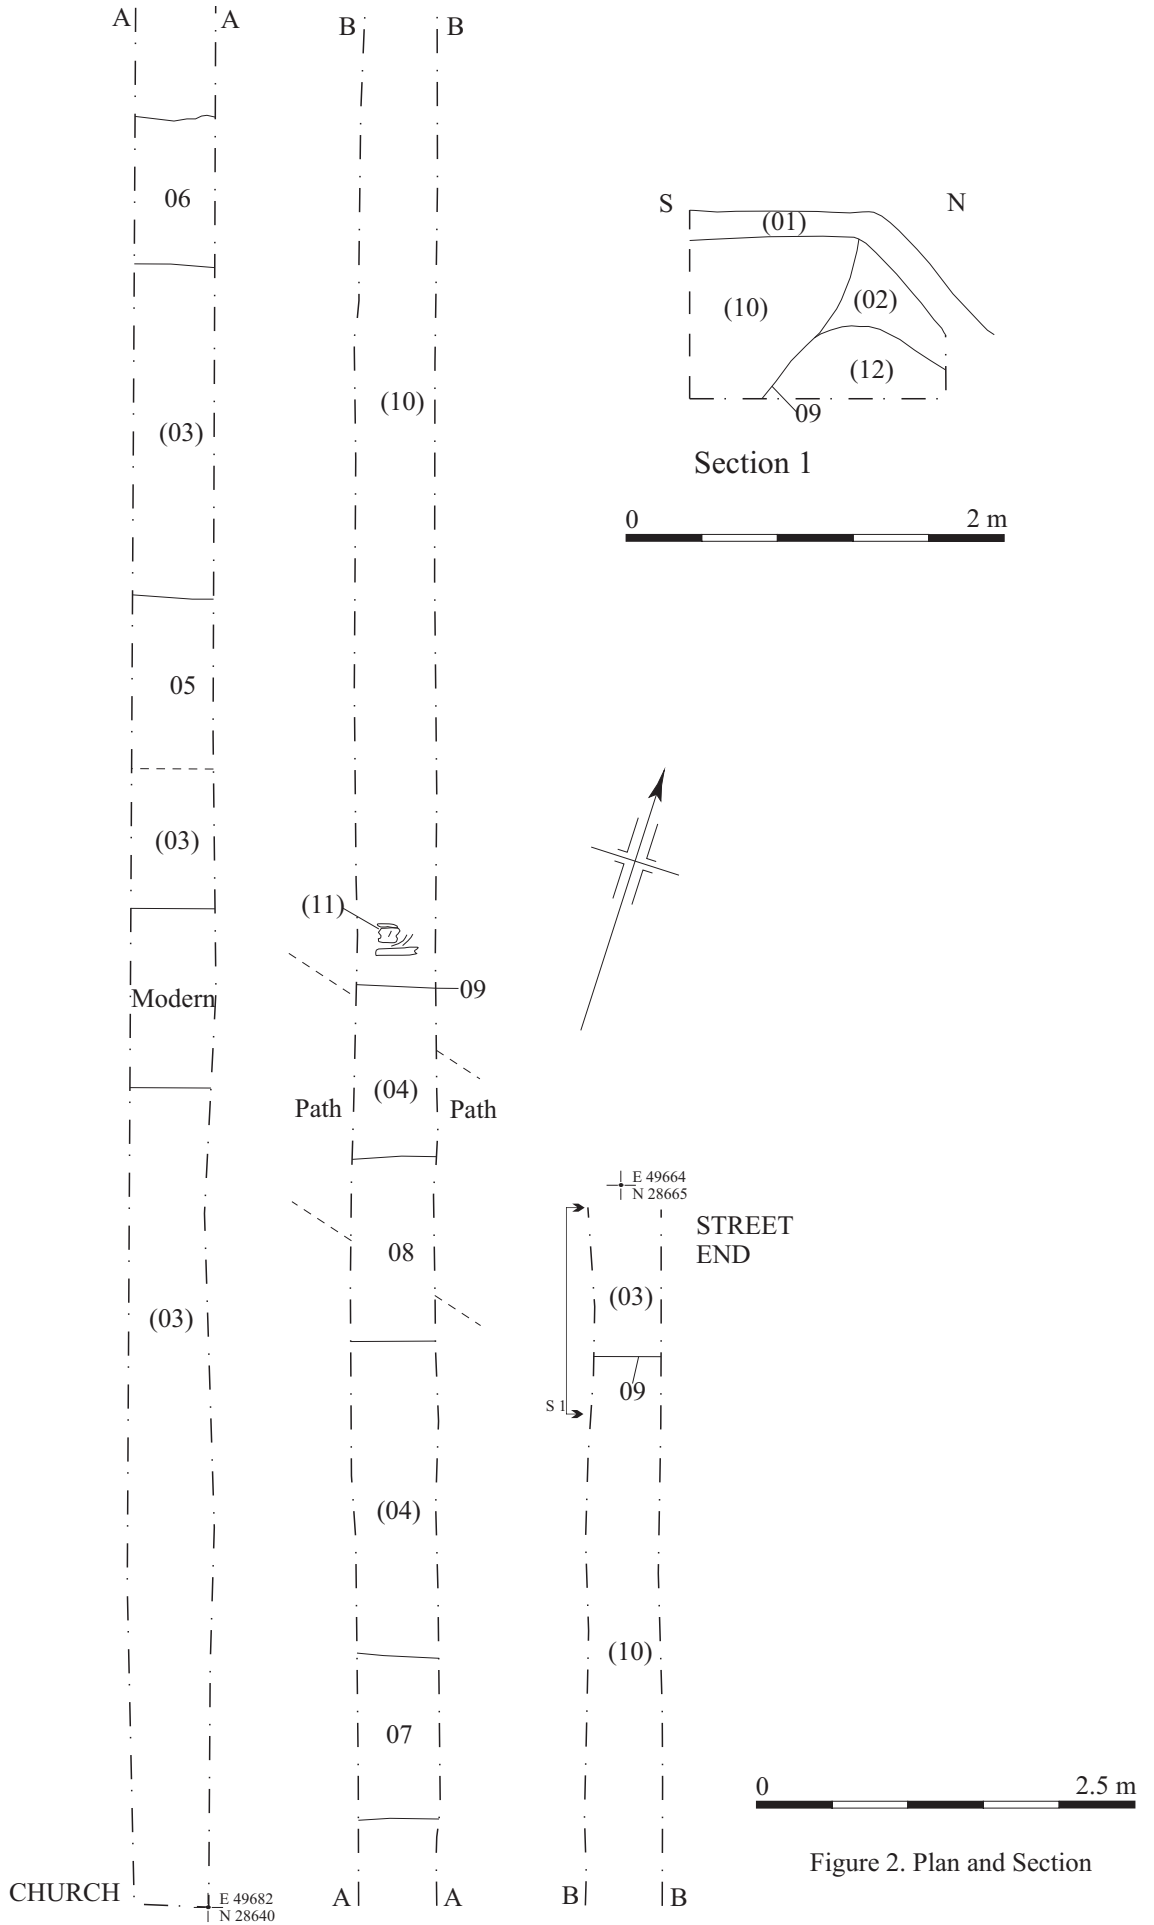 A A
06
(03)
05
(03)
Modern
(03)
CHURCH
E 49682
N 28640
B B
(10)
(11)
09
(04)
Path Path
08
(04)
07
A A
S N
(01)
(02)
(10)
(12)
09
Section 1
0 2 m
E 49664
N 28665
STREET
END
(03)
09
S 1
(10)
B B
0 2.5 m
Figure 2. Plan and Section